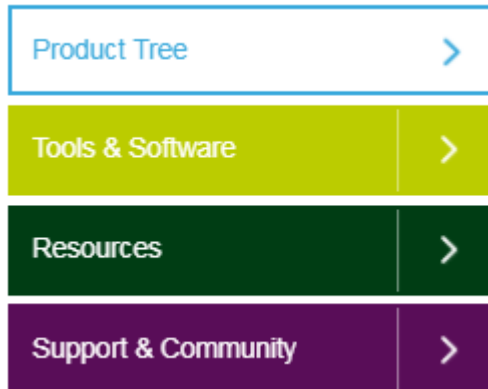 Product Tree
Tools & Software
Resources
Support & Community